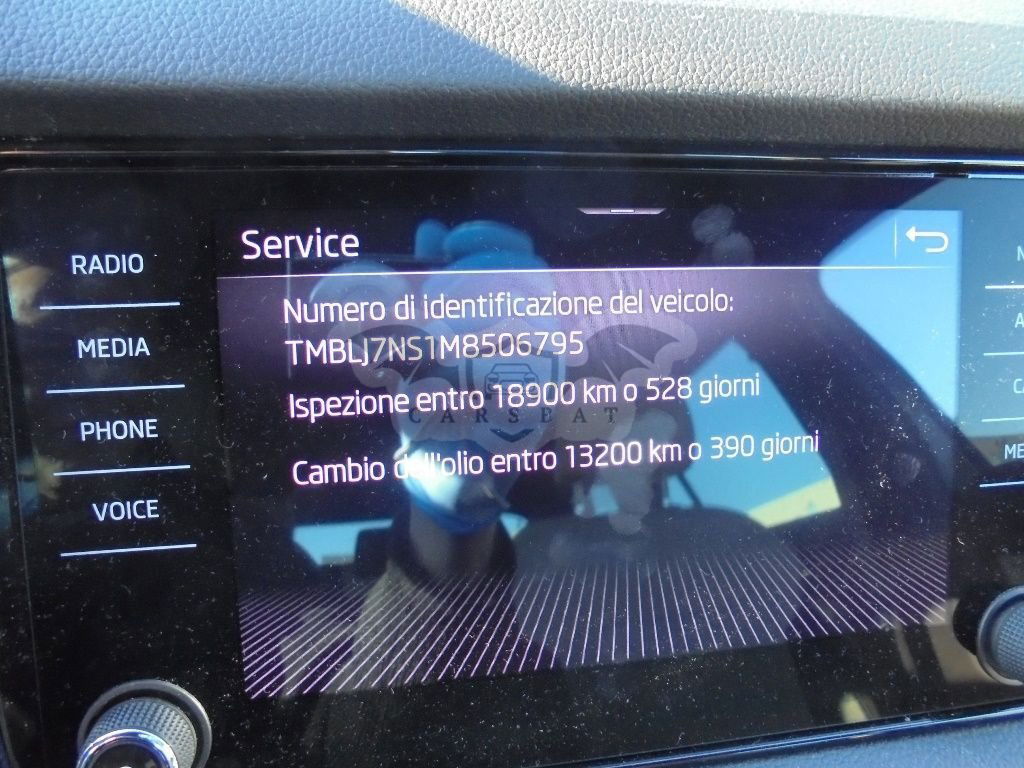 RADIO
MEDIA
PHONE
VOICE
Service
Numero di identificazione del veicolo:
TMBLJ7NS1M8506795
Ispezione entro 18900 km o 528 giorni
CARSEAT
Cambio dell'olio entro 13200 km o 390 giorni